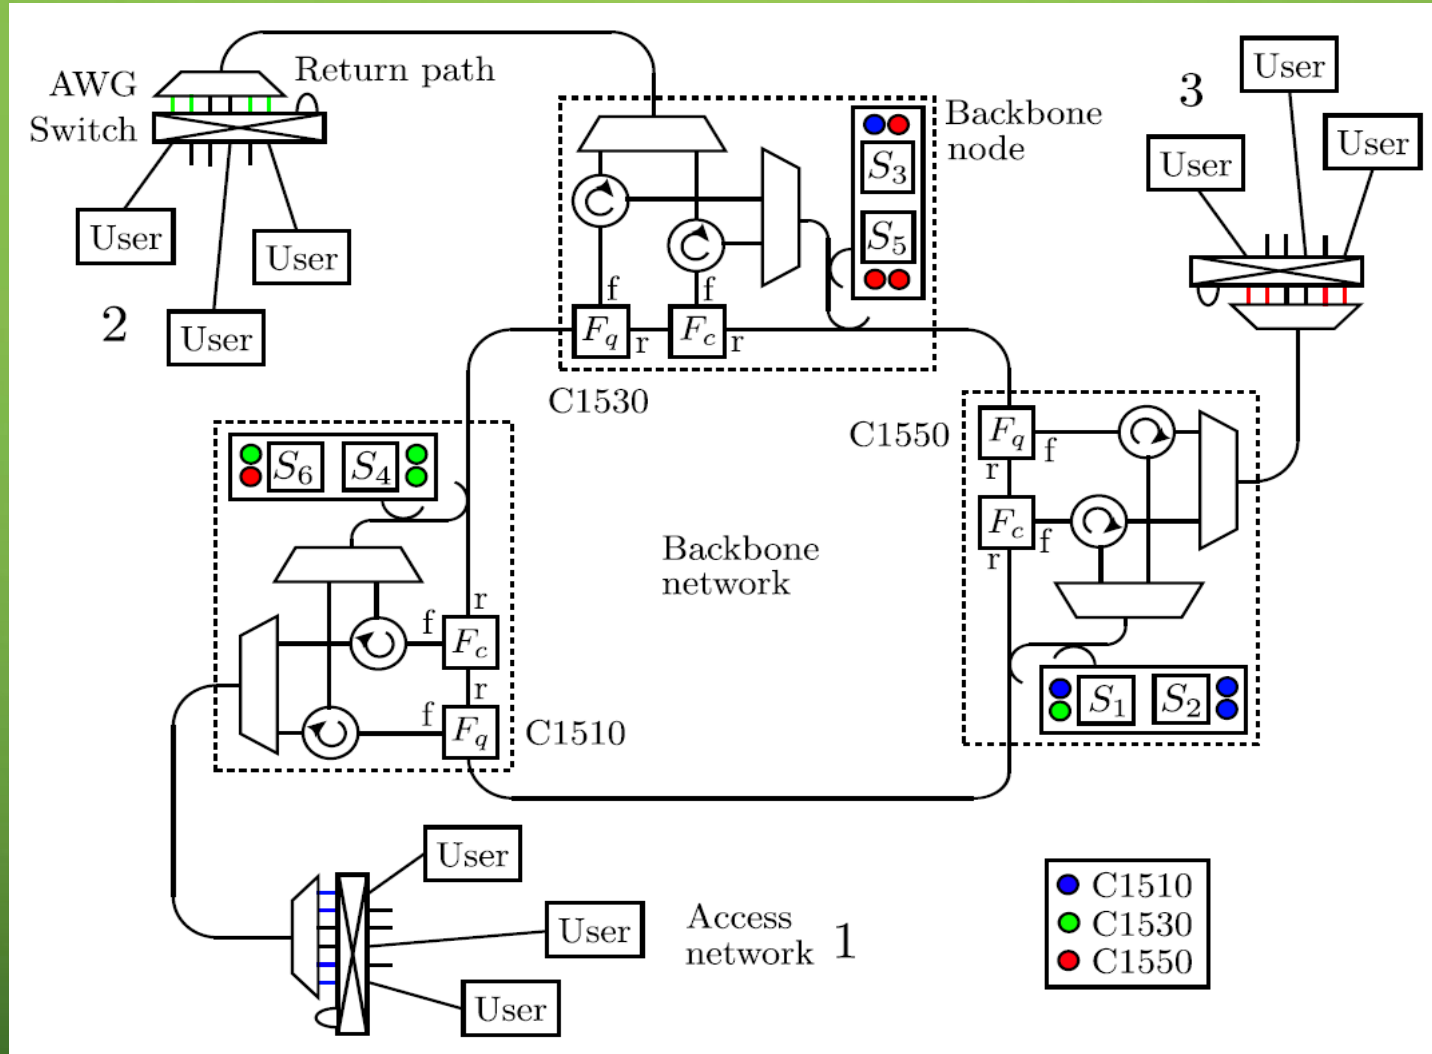 AWG
Return path
Switch
User
User
User
2
Backbone
node
S3
S5
f
f
Fq
r
Fc
r
C1530
3
User
User
User
C1550
Fq
f
r
Fc
f
r
S1
S2
S6
S4
r
f
Fc
r
f
Fq
C1510
Backbone
network
User
User
User
Access
network
1
C1510
C1530
C1550